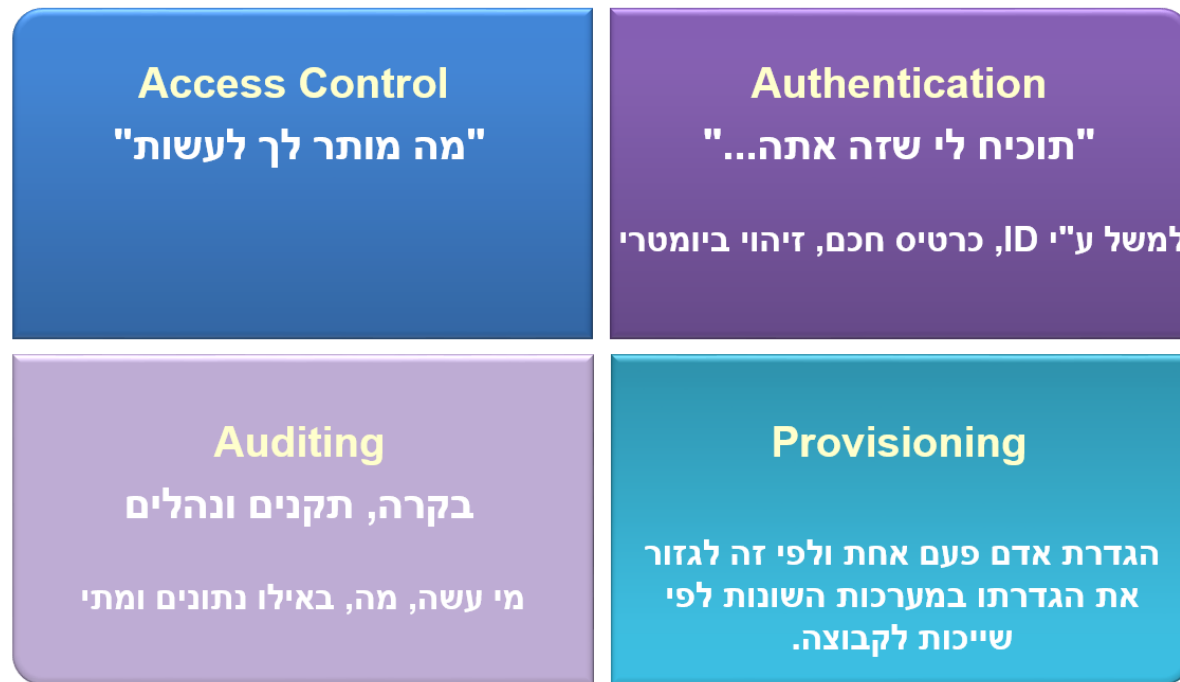 Authentication
"תוכיח לי שזה אתה..."
למשל ע"י ID, כרטיס חכם, זיהוי ביומטרי
Access Control
"מה מותר לך לעשות"
Provisioning
הגדרת אדם פעם אחת ולפי זה לגזור
את הגדרתו במערכות השונות לפי
שייכות לקבוצה.
Auditing
בקרה, תקנים ונהלים
מי עשה, מה, באילו נתונים ומתי